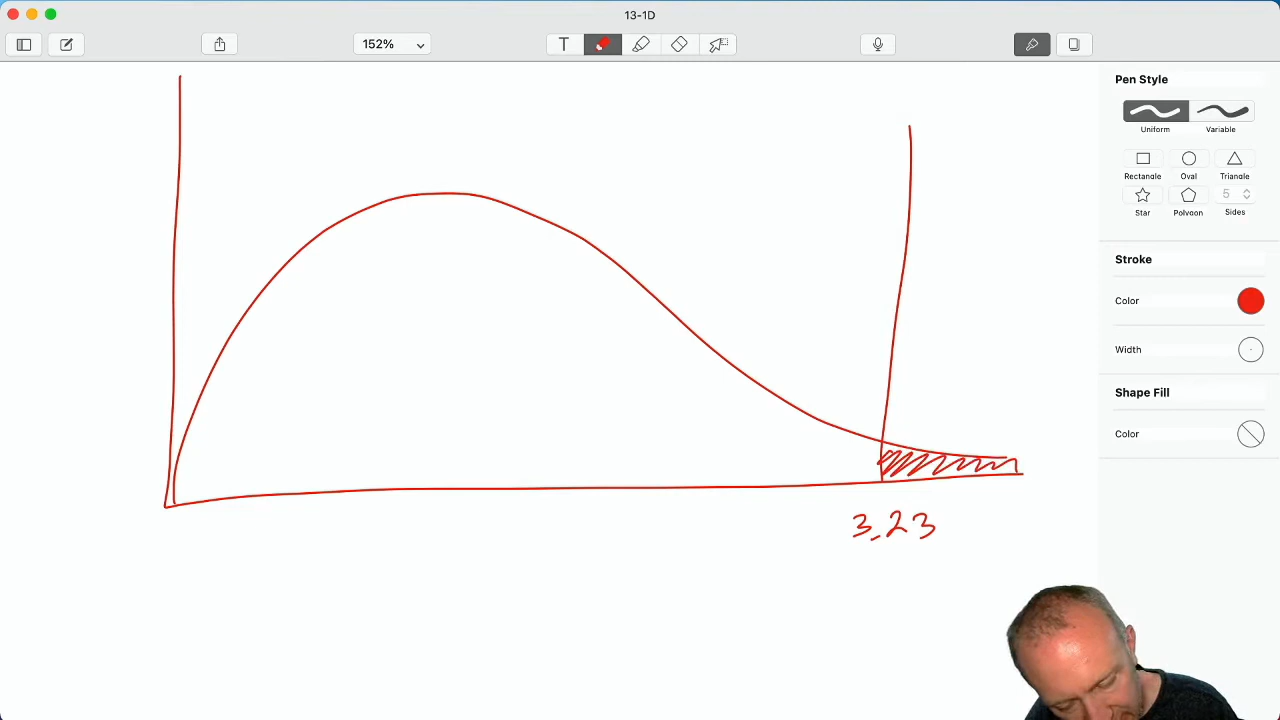 13-1D
152%
T
Pen Style
Uniform
Variable
Rectangle
Oval
Triangle
5
Star
Polygon
Sides
Stroke
Color
Width
Shape Fill
Color
3.23